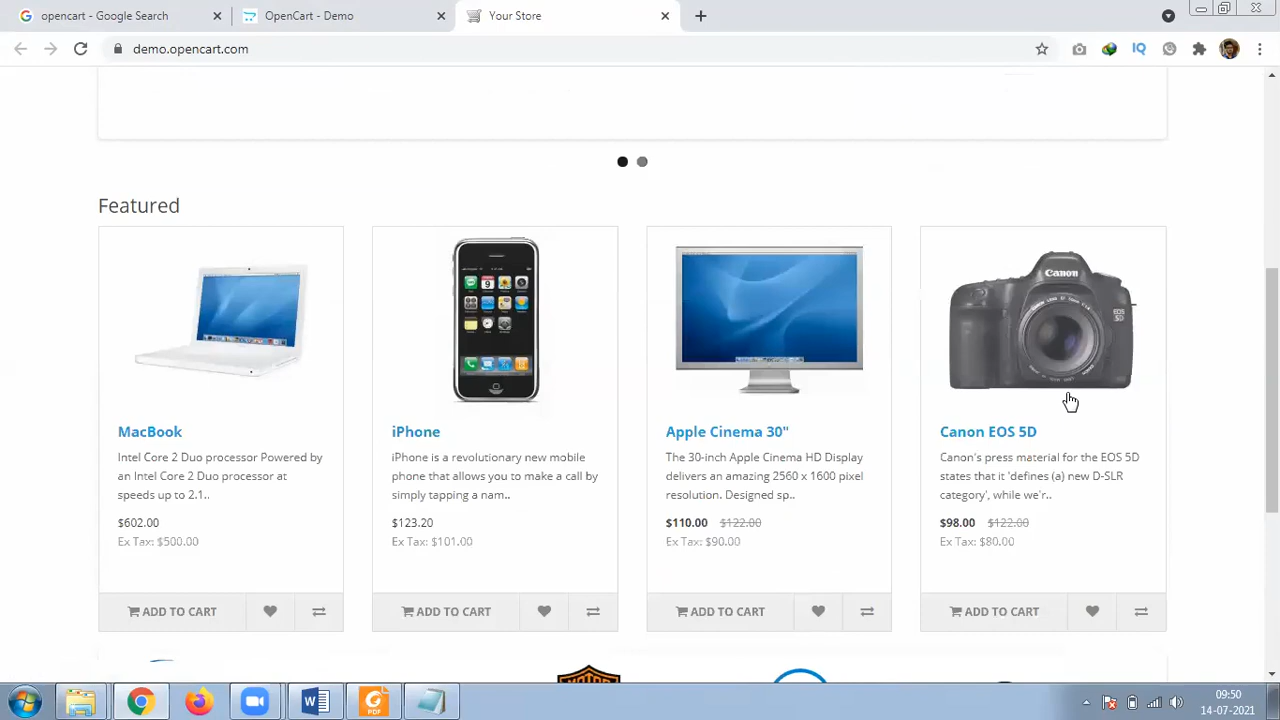 opencart - Google Search
OpenCart - Demo
Your Store
demo.opencart.com
IQ
Featured
Canon
EOS
5D
MacBook
iPhone
Apple Cinema 30"
Canon EOS 5D
Intel Core 2 Duo processor Powered by
an Intel Core 2 Duo processor at
speeds up to 2.1..
iPhone is a revolutionary new mobile
phone that allows you to make a call by
simply tapping a nam..
The 30-inch Apple Cinema HD Display
delivers an amazing 2560 x 1600 pixel
resolution. Designed sp..
Canon's press material for the EOS 5D
states that it 'defines (a) new D-SLR
category', while we'r..
$602.00
Ex Tax: $500.00
$123.20
Ex Tax: $101.00
$110.00 $122.00
Ex Tax: $90.00
$98.00 $122.00
Ex Tax: $80.00
ADD TO CART
ADD TO CART
ADD TO CART
ADD TO CART
MOTOR
PDF
09:50
14-07-2021